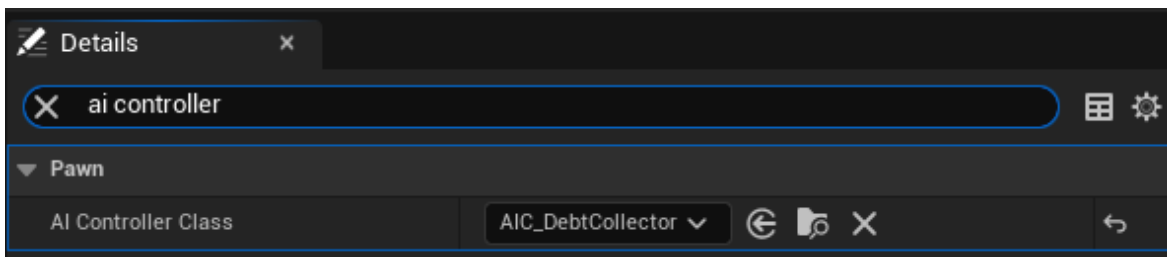 Details
ai controller
Pawn
AI Controller Class AIC_DebtCollector